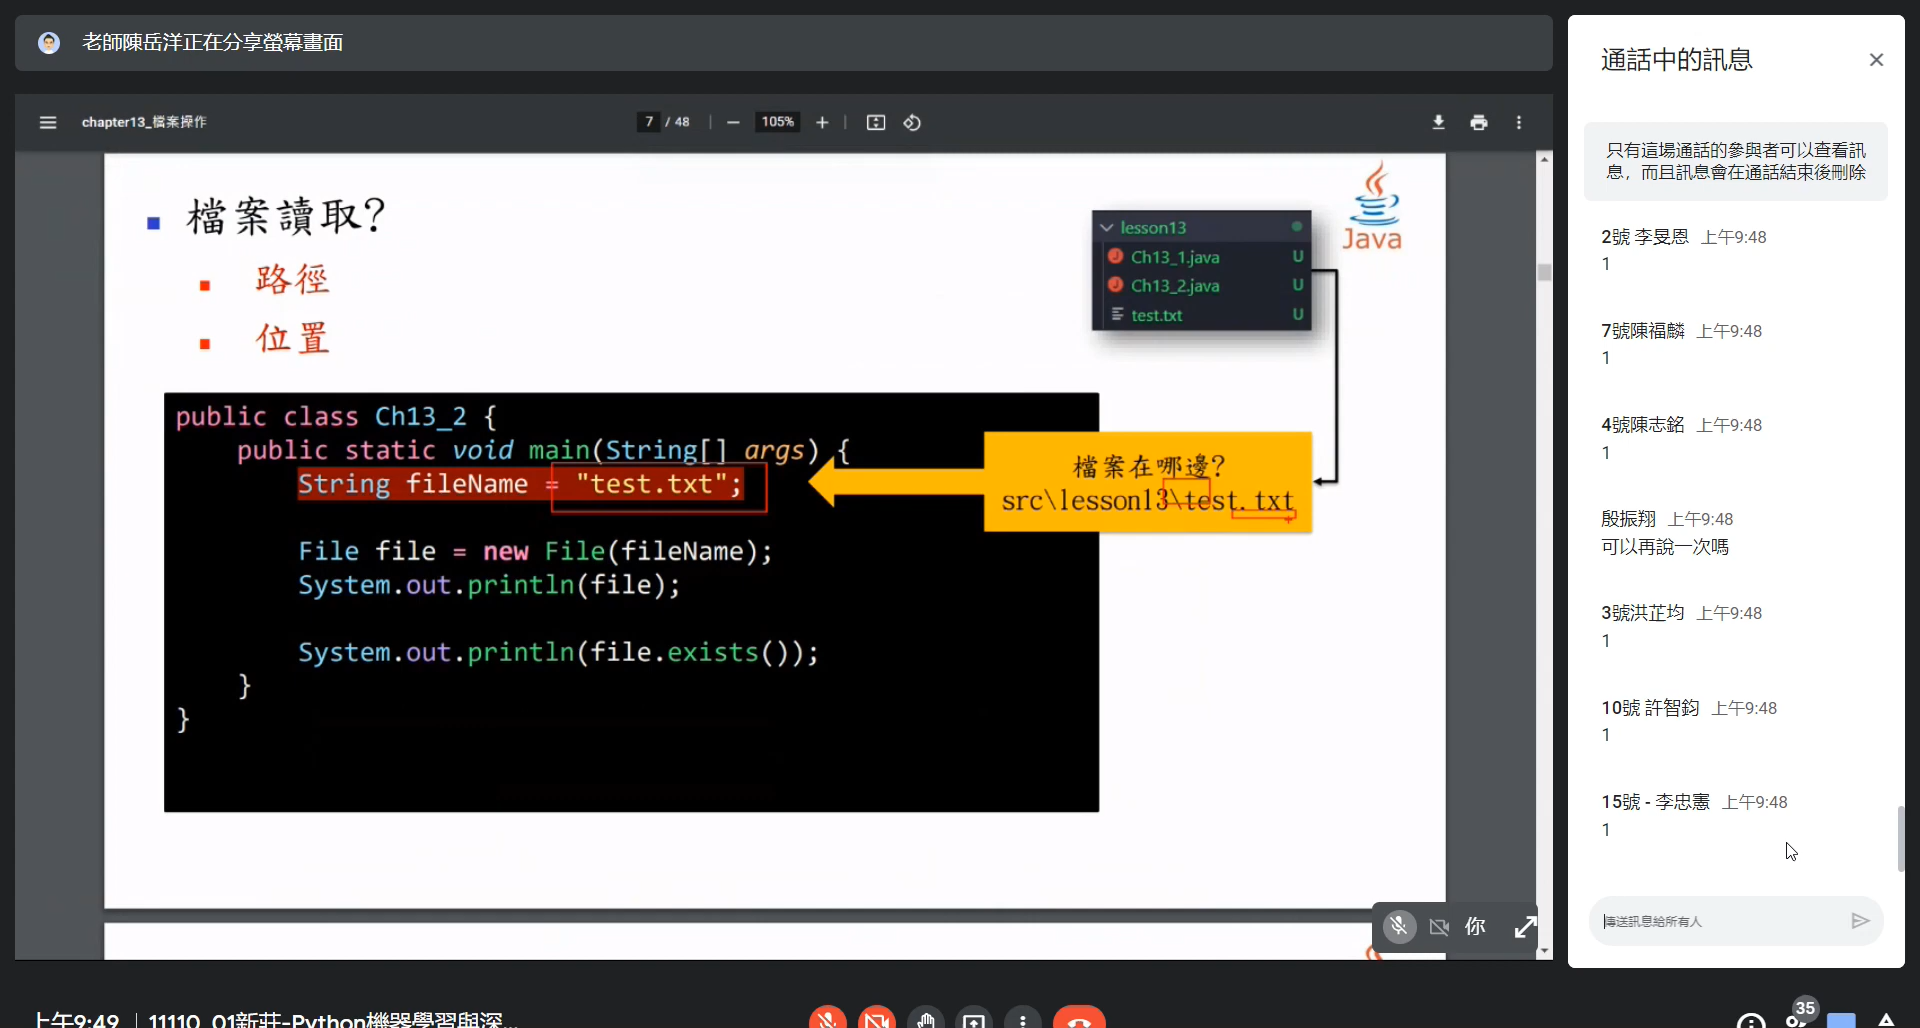 老師陳岳洋正在分享螢幕畫面
chapter13_檔案操作
7 / 48
105%
檔案讀取?
路徑
位置
lesson13
Ch13_1.java U
Ch13_2.java U
test.txt U
Java
public class Ch13_2 {
public static void main(String[] args) {
String fileName = "test.txt";
File file = new File(fileName);
System.out.println(file);
System.out.println(file.exists());
}
}
檔案在哪邊?
src\lesson13\test.txt
你
通話中的訊息
只有這場通話的參與者可以查看訊
息，而且訊息會在通話結束後刪除
2號 李旻恩 上午9:48
1
7號陳福麟 上午9:48
1
4號陳志銘 上午9:48
1
殷振翔 上午9:48
可以再說一次嗎
3號洪芷均 上午9:48
1
10號 許智鈞 上午9:48
1
15號 - 李忠憲 上午9:48
1
傳送訊息給所有人
上午9:49 | 11110_01新莊-Python機器學習與深...
35